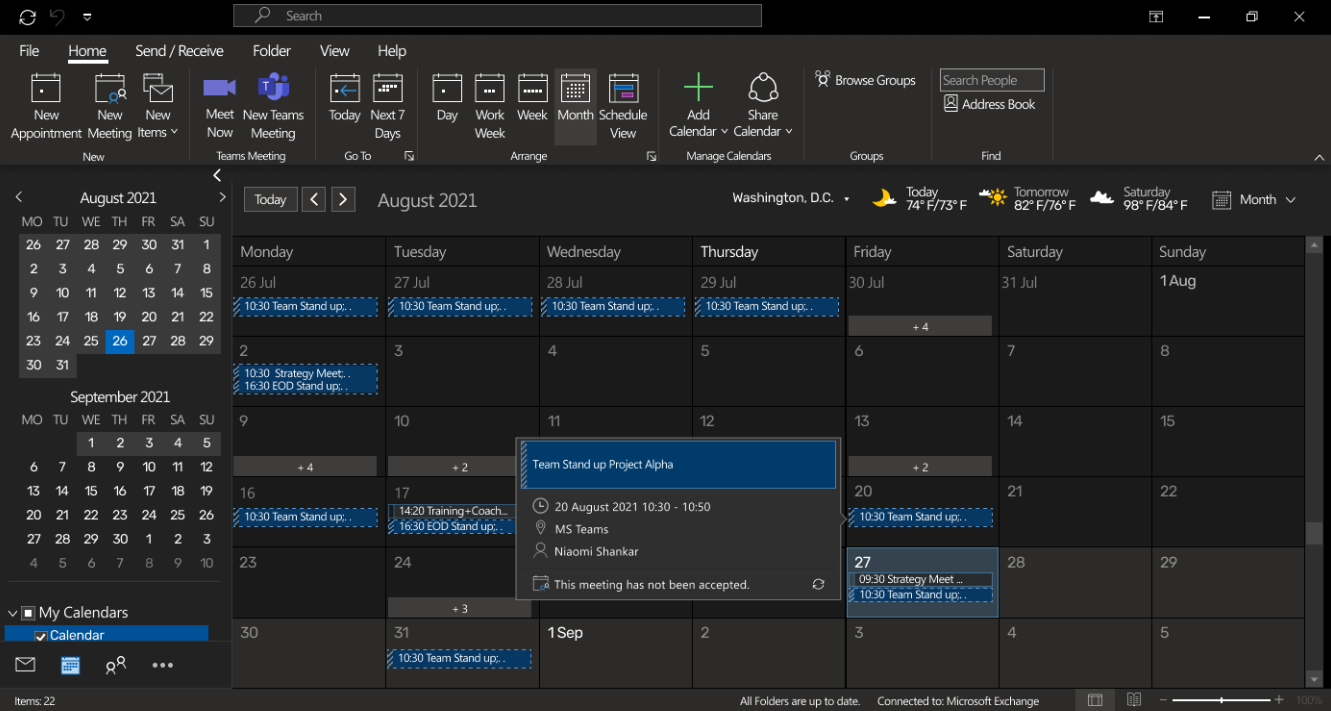 Search
File Home Send / Receive Folder View Help
New Appointment
New Meeting
New Items
New
Meet Now
New Teams Meeting
Teams Meeting
Today
Next 7 Days
Go To
Day
Work Week
Week
Month
Schedule View
Arrange
Add Calendar
Share Calendar
Manage Calendars
Browse Groups
Groups
Search People
Address Book
Find
August 2021
MO TU WE TH FR SA SU
26 27 28 29 30 31 1
2 3 4 5 6 7 8
9 10 11 12 13 14 15
16 17 18 19 20 21 22
23 24 25 26 27 28 29
30 31
September 2021
MO TU WE TH FR SA SU
1 2 3 4 5
6 7 8 9 10 11 12
13 14 15 16 17 18 19
20 21 22 23 24 25 26
27 28 29 30 1 2 3
4 5 6 7 8 9 10
My Calendars
Calendar
Today
August 2021
Washington, D.C.
Today
74° F/73° F
Tomorrow
82° F/76° F
Saturday
98° F/84° F
Month
Monday Tuesday Wednesday Thursday Friday Saturday Sunday
26 Jul 27 Jul 28 Jul 29 Jul 30 Jul 31 Jul 1 Aug
10:30 Team Stand up;. . 10:30 Team Stand up;. . 10:30 Team Stand up;. . 10:30 Team Stand up;. .
+ 4
2 3 4 5 6 7 8
10:30 Strategy Meet;. .
16:30 EOD Stand up;. .
9 10 11 12 13 14 15
+ 4 + 2 + 2
16 17 20 21 22
10:30 Team Stand up;. .
14:20 Training+Coach...
16:30 EOD Stand up;.
10:30 Team Stand up;. .
Team Stand up Project Alpha
20 August 2021 10:30 - 10:50
MS Teams
Niaomi Shankar
This meeting has not been accepted.
23 24 27 28 29
+ 3
09:30 Strategy Meet ...
10:30 Team Stand up;. .
30 31 1 Sep 2 3 4 5
10:30 Team Stand up;. .
Items: 22
All Folders are up to date. Connected to: Microsoft Exchange
100%